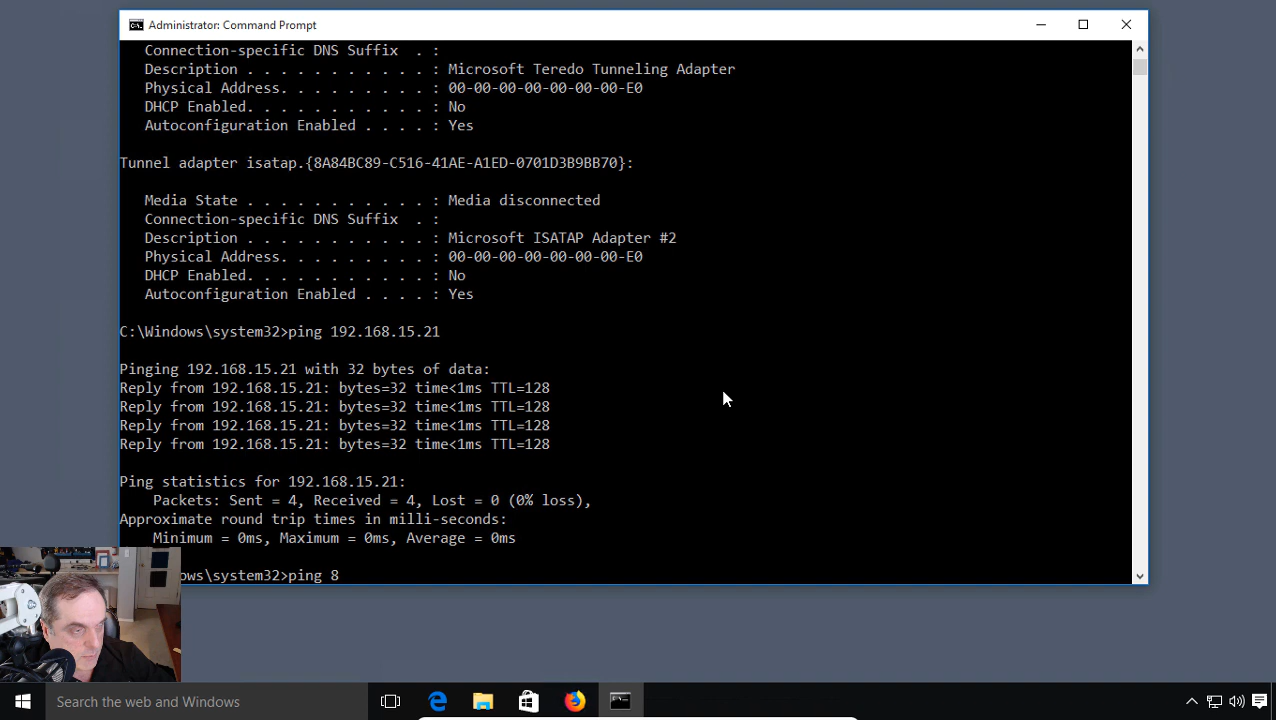 Administrator: Command Prompt
Connection-specific DNS Suffix  . :
Description . . . . . . . . . . . : Microsoft Teredo Tunneling Adapter
Physical Address. . . . . . . . . : 00-00-00-00-00-00-00-E0
DHCP Enabled. . . . . . . . . . . : No
Autoconfiguration Enabled . . . . : Yes
Tunnel adapter isatap.{8A84BC89-C516-41AE-A1ED-0701D3B9BB70}:
Media State . . . . . . . . . . . : Media disconnected
Connection-specific DNS Suffix  . :
Description . . . . . . . . . . . : Microsoft ISATAP Adapter #2
Physical Address. . . . . . . . . : 00-00-00-00-00-00-00-E0
DHCP Enabled. . . . . . . . . . . : No
Autoconfiguration Enabled . . . . : Yes
C:\Windows\system32>ping 192.168.15.21
Pinging 192.168.15.21 with 32 bytes of data:
Reply from 192.168.15.21: bytes=32 time<1ms TTL=128
Reply from 192.168.15.21: bytes=32 time<1ms TTL=128
Reply from 192.168.15.21: bytes=32 time<1ms TTL=128
Reply from 192.168.15.21: bytes=32 time<1ms TTL=128
Ping statistics for 192.168.15.21:
Packets: Sent = 4, Received = 4, Lost = 0 (0% loss),
Approximate round trip times in milli-seconds:
Minimum = 0ms, Maximum = 0ms, Average = 0ms
ows\system32>ping 8
Search the web and Windows